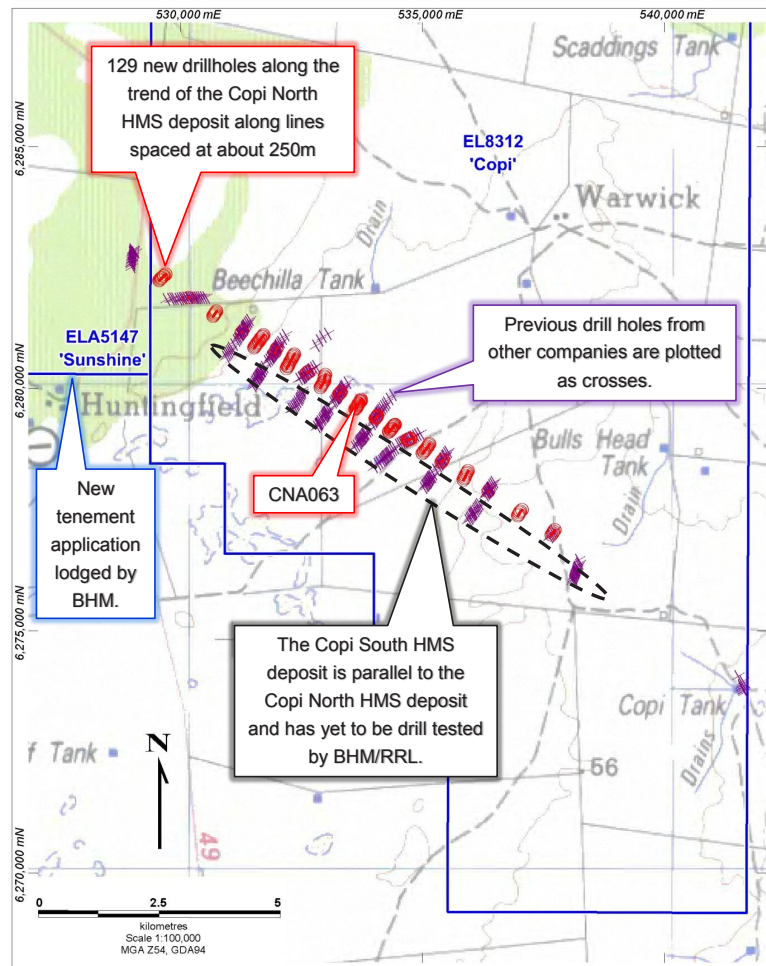 530,000 mE
535,000 mE
540,000 mE
Scaddings Tank
129 new drillholes along the
trend of the Copi North
HMS deposit along lines
spaced at about 250m
6,285,000 mN
EL8312
'Copi'
Warwick
Drain
Beechilla Tank
ELA5147
'Sunshine'
Previous drill holes from
other companies are plotted
as crosses.
6,280,000 mN
Huntingfield
Bulls Head
Tank
CNA063
New
tenement
application
lodged by
BHM.
Drain
6,275,000 mN
The Copi South HMS
deposit is parallel to the
Copi North HMS deposit
and has yet to be drill tested
by BHM/RRL.
Copi Tank
Drains
N
f Tank
56
49
6,270,000 mN
0 2.5 5
kilometres
Scale 1:100,000
MGA Z54, GDA94